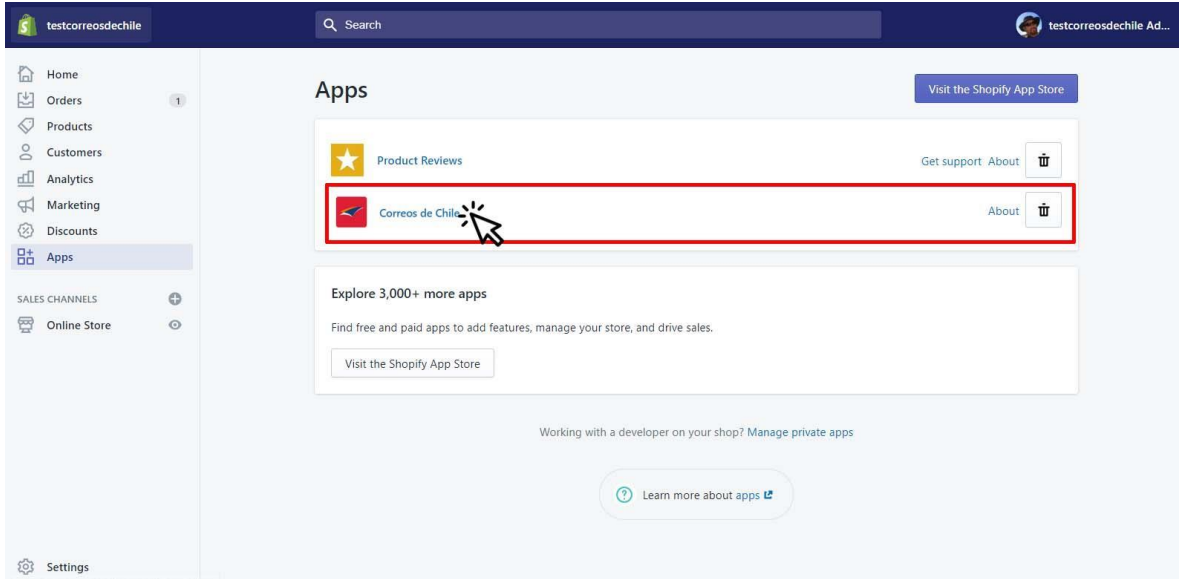 testcorreosdechile
Search
testcorreosdechile Ad...
Home
Orders 1
Products
Customers
Analytics
Marketing
Discounts
Apps
SALES CHANNELS
Online Store
Settings
Apps
Visit the Shopify App Store
Product Reviews
Get support About
Correos de Chile
About
Explore 3,000+ more apps
Find free and paid apps to add features, manage your store, and drive sales.
Visit the Shopify App Store
Working with a developer on your shop? Manage private apps
Learn more about apps